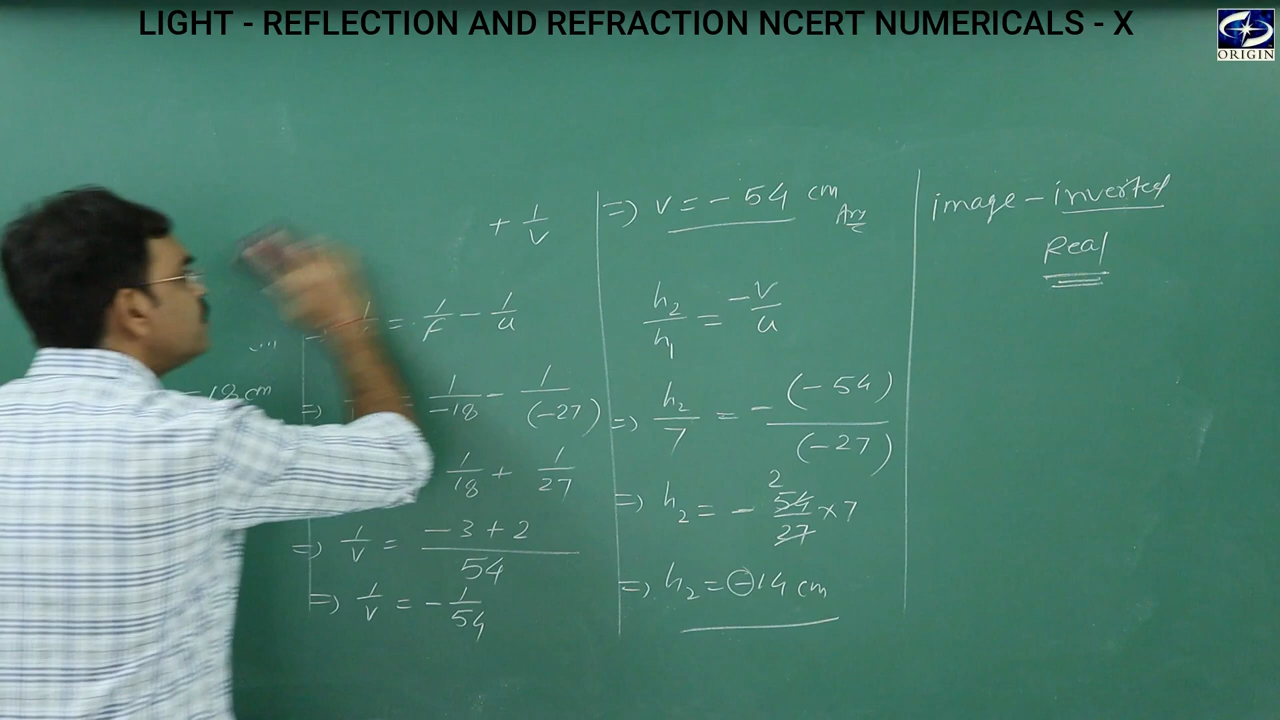 LIGHT - REFLECTION AND REFRACTION NCERT NUMERICALS - X
ORIGIN
+ 1/v
= 1/f - 1/u
-18 cm
⇒ = 1/-18 - 1/(-27)
1/18 + 1/27
⇒ 1/v = (-3 + 2)/54
⇒ 1/v = -1/54
⇒ v = -54 cm
Ans
h₂/h₁ = -v/u
⇒ h₂/7 = - (-54)/(-27)
⇒ h₂ = - 54/27 × 7
2
⇒ h₂ = -14 cm
image - inverted
Real